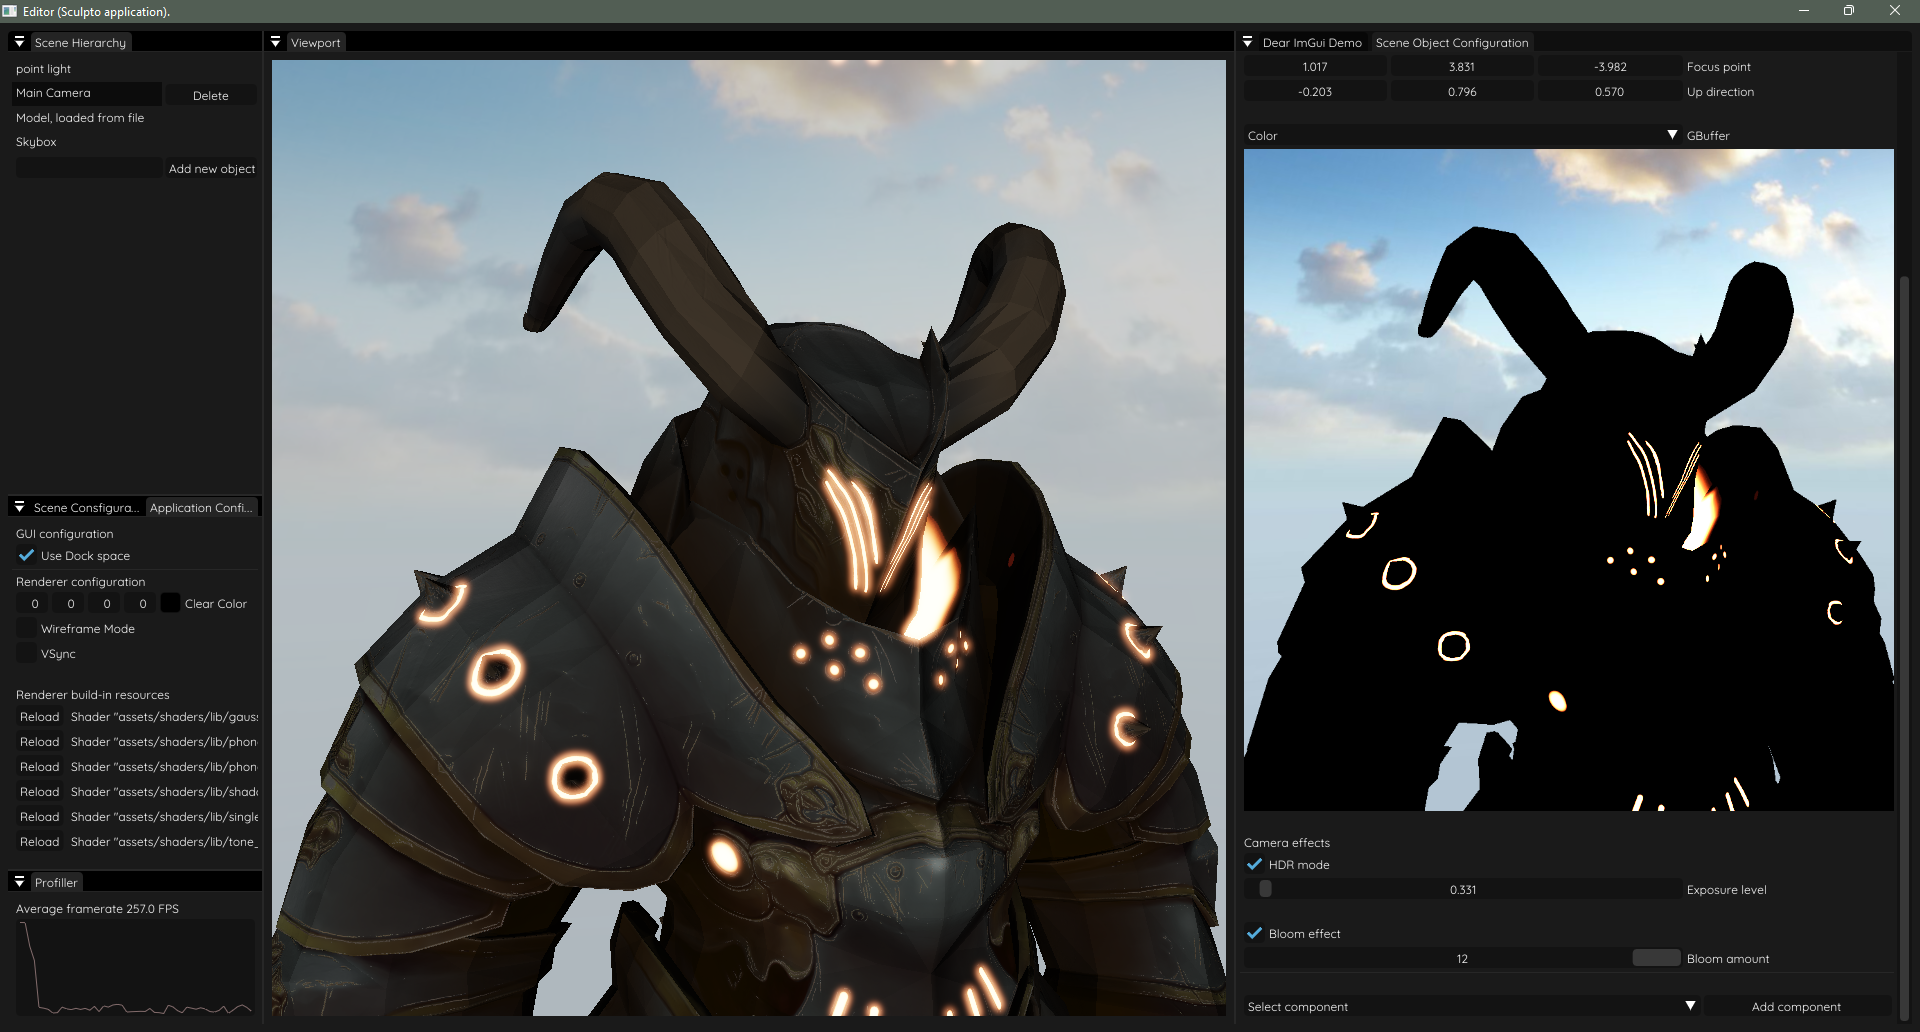 Editor (Sculpto application).
Scene Hierarchy
point light
Main Camera
Delete
Model, loaded from file
Skybox
Add new object
Scene Consfigura...
Application Confi...
GUI configuration
Use Dock space
Renderer configuration
0 0 0 0 Clear Color
Wireframe Mode
VSync
Renderer build-in resources
Reload Shader "assets/shaders/lib/gaus
Reload Shader "assets/shaders/lib/phon
Reload Shader "assets/shaders/lib/phon
Reload Shader "assets/shaders/lib/shad
Reload Shader "assets/shaders/lib/single
Reload Shader "assets/shaders/lib/tone_
Profiller
Average framerate 257.0 FPS
Viewport
Dear ImGui Demo
Scene Object Configuration
1.017 3.831 -3.982 Focus point
-0.203 0.796 0.570 Up direction
Color GBuffer
Camera effects
HDR mode
0.331 Exposure level
Bloom effect
12 Bloom amount
Select component
Add component